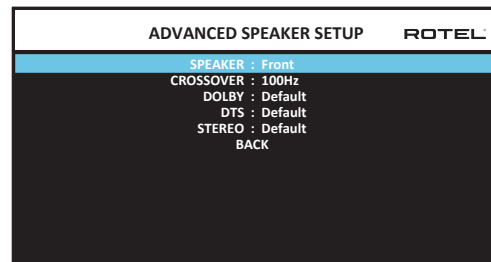 ADVANCED SPEAKER SETUP ROTEL
SPEAKER : Front
CROSSOVER : 100Hz
DOLBY : Default
DTS : Default
STEREO : Default
BACK